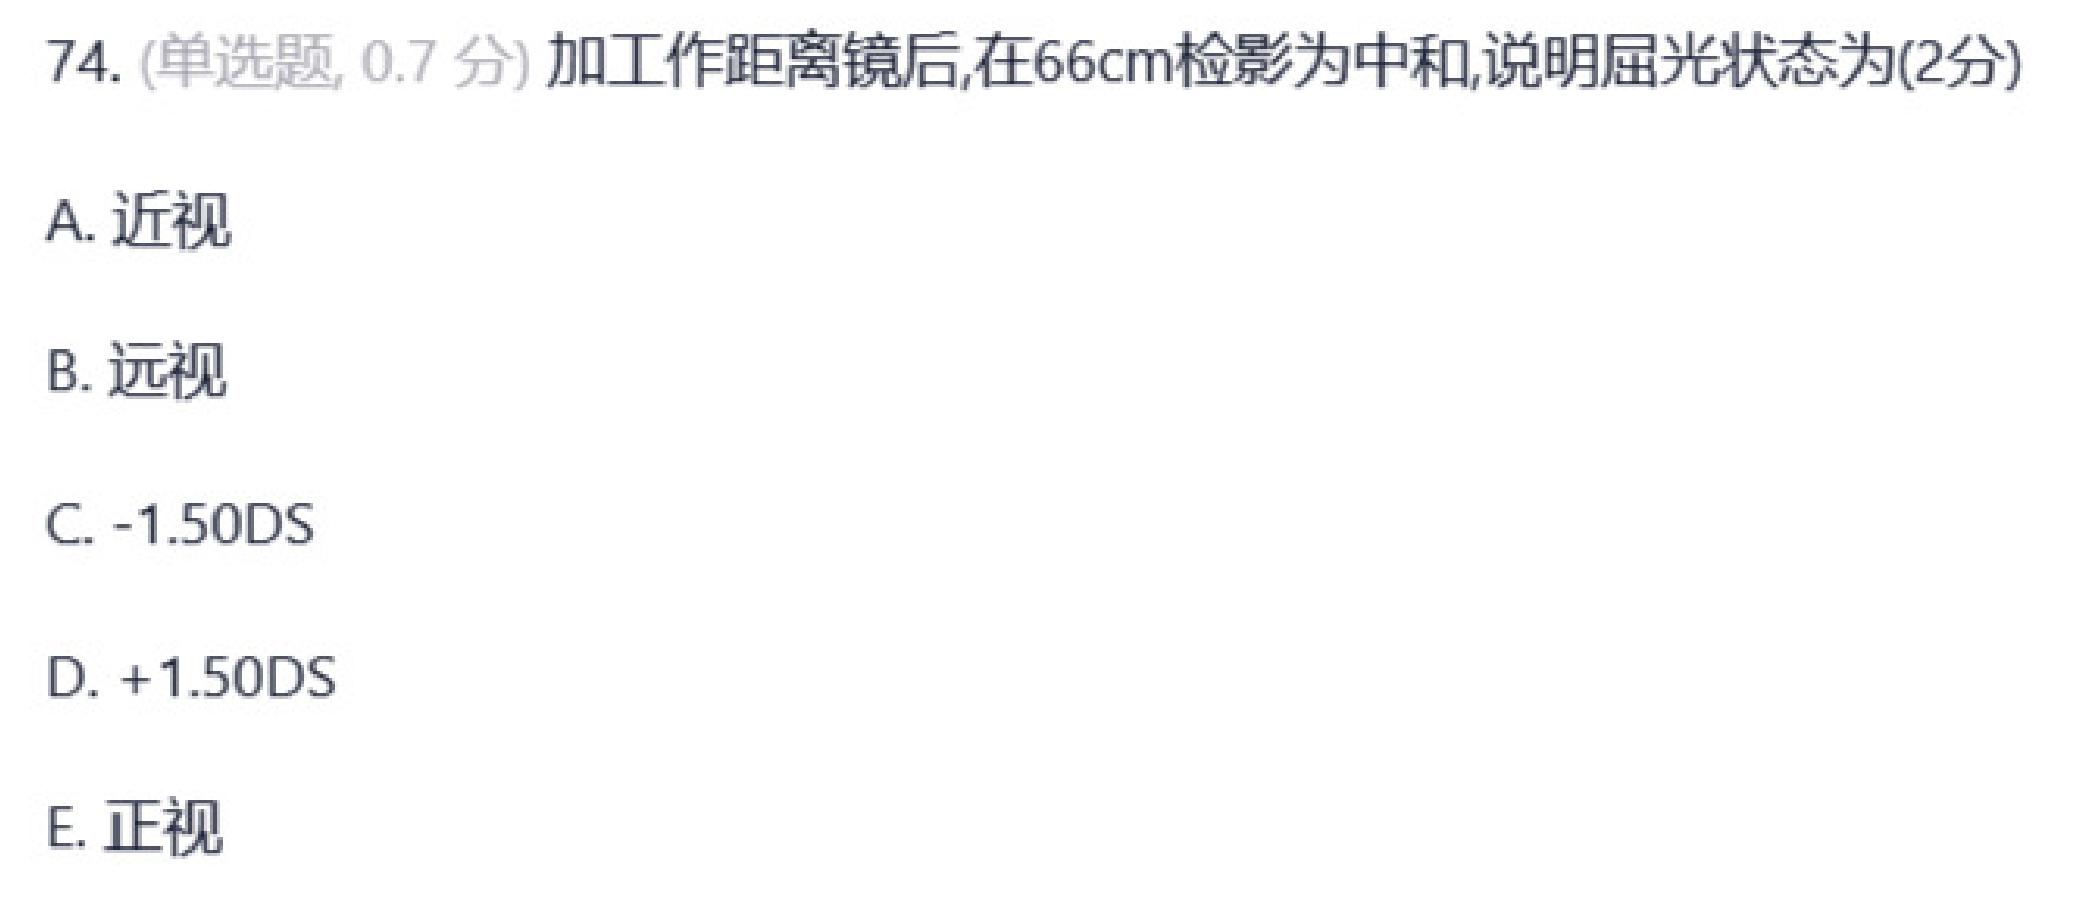 74. (单选题, 0.7 分) 加工作距离镜后,在66cm检影为中和,说明屈光状态为(2分)
A. 近视
B. 远视
C. -1.50DS
D. +1.50DS
E. 正视